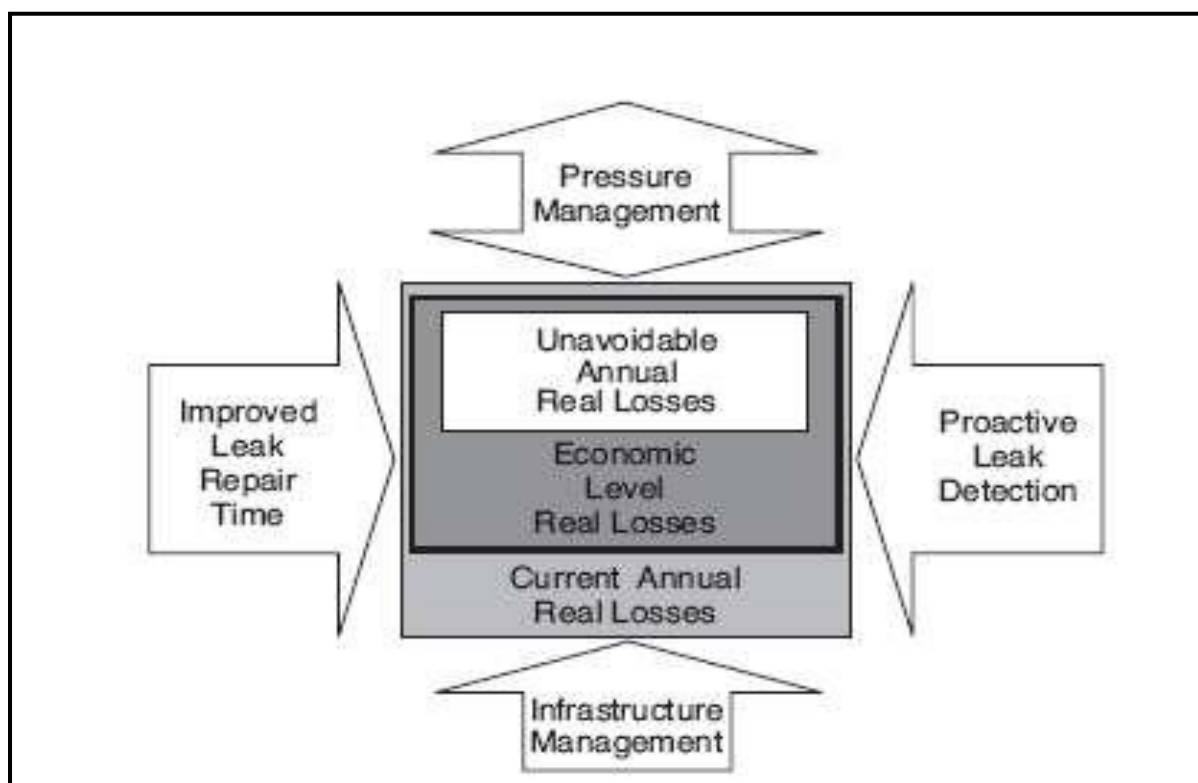 Pressure
Management
Unavoidable
Annual
Real Losses
Improved
Leak
Repair
Time
Economic
Level
Real Losses
Proactive
Leak
Detection
Current Annual
Real Losses
Infrastructure
Management